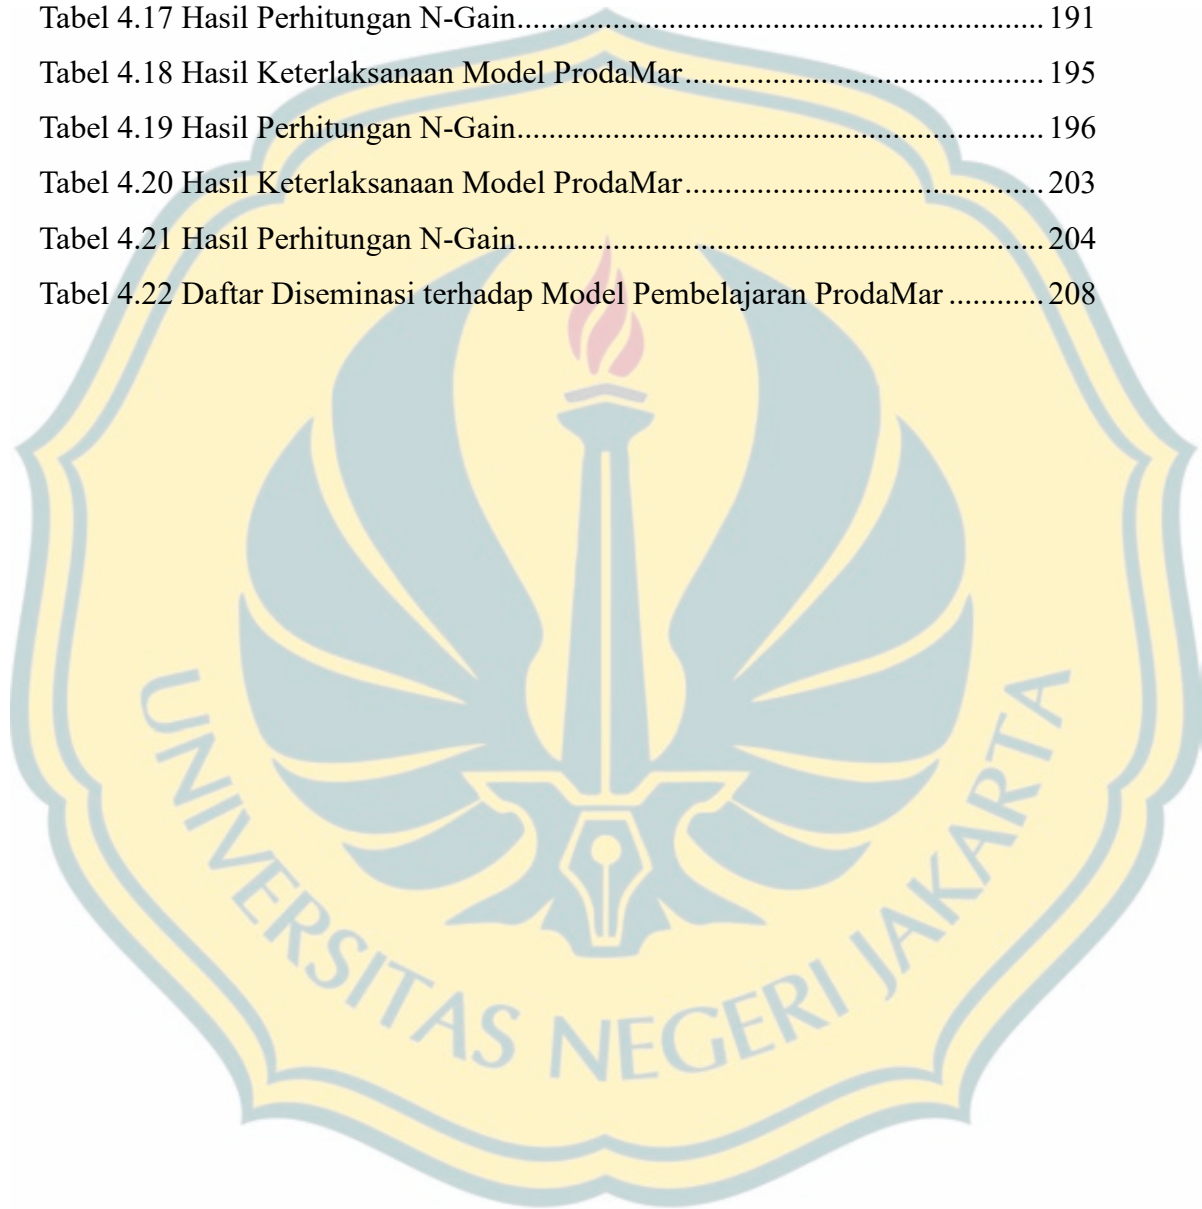 Tabel 4.17 Hasil Perhitungan N-Gain................................................................. 191
Tabel 4.18 Hasil Keterlaksanaan Model ProdaMar............................................ 195
Tabel 4.19 Hasil Perhitungan N-Gain................................................................. 196
Tabel 4.20 Hasil Keterlaksanaan Model ProdaMar............................................ 203
Tabel 4.21 Hasil Perhitungan N-Gain................................................................. 204
Tabel 4.22 Daftar Diseminasi terhadap Model Pembelajaran ProdaMar ............ 208
UNIVERSITAS NEGERI JAKARTA